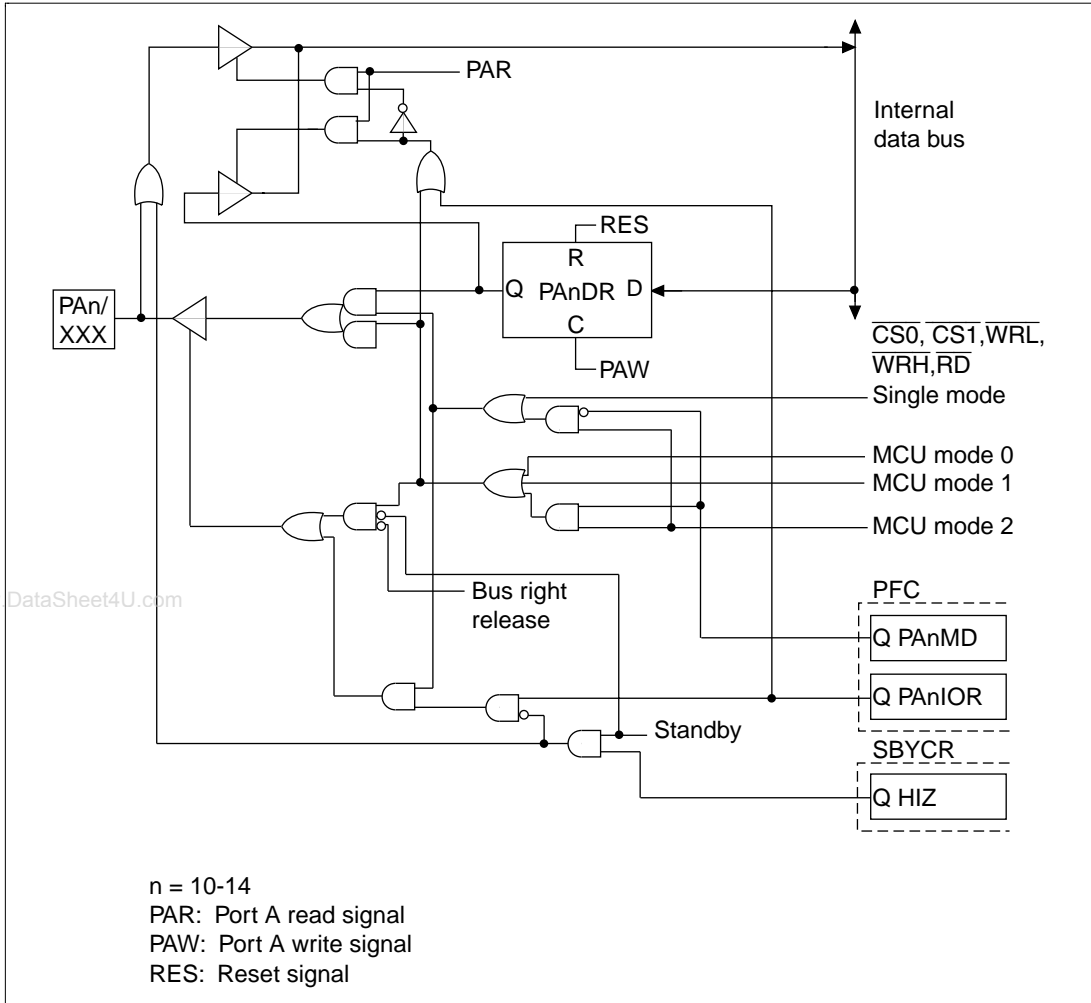 PAR
Internal
data bus
RES
R
Q PAnDR D
C
PAW
PAn/
XXX
CS0, CS1,WRL,
WRH,RD
Single mode
MCU mode 0
MCU mode 1
MCU mode 2
Bus right
release
.DataSheet4U.com
PFC
Q PAnMD
Q PAnIOR
Standby
SBYCR
Q HIZ
n = 10-14
PAR: Port A read signal
PAW: Port A write signal
RES: Reset signal